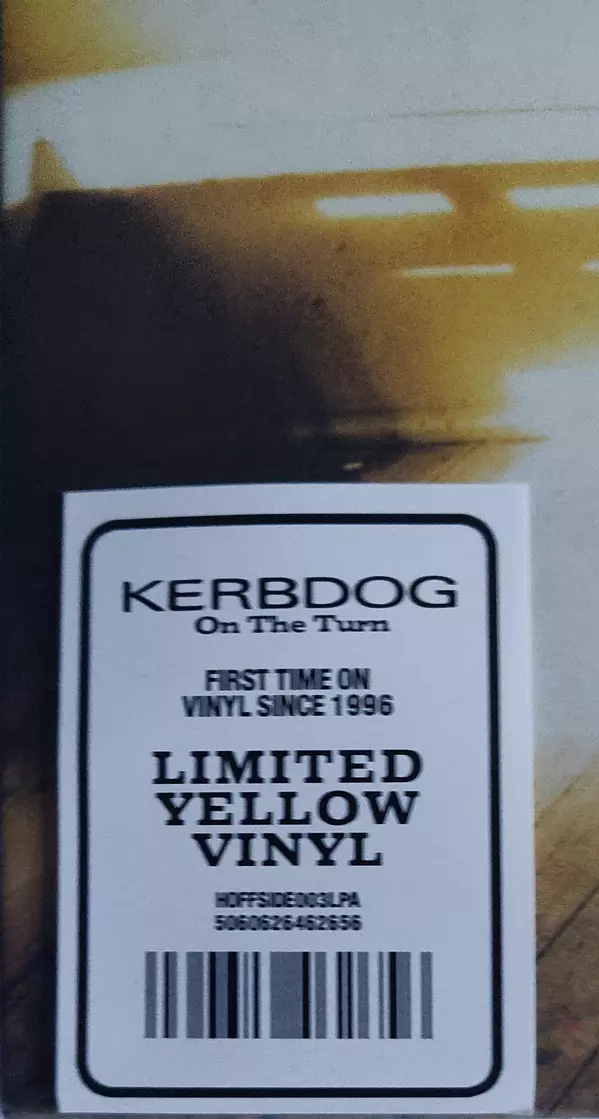 KERBDOG
On The Turn
FIRST TIME ON
VINYL SINCE 1996
LIMITED
YELLOW
VINYL
HOFFSIDE003LPA
5060626462656